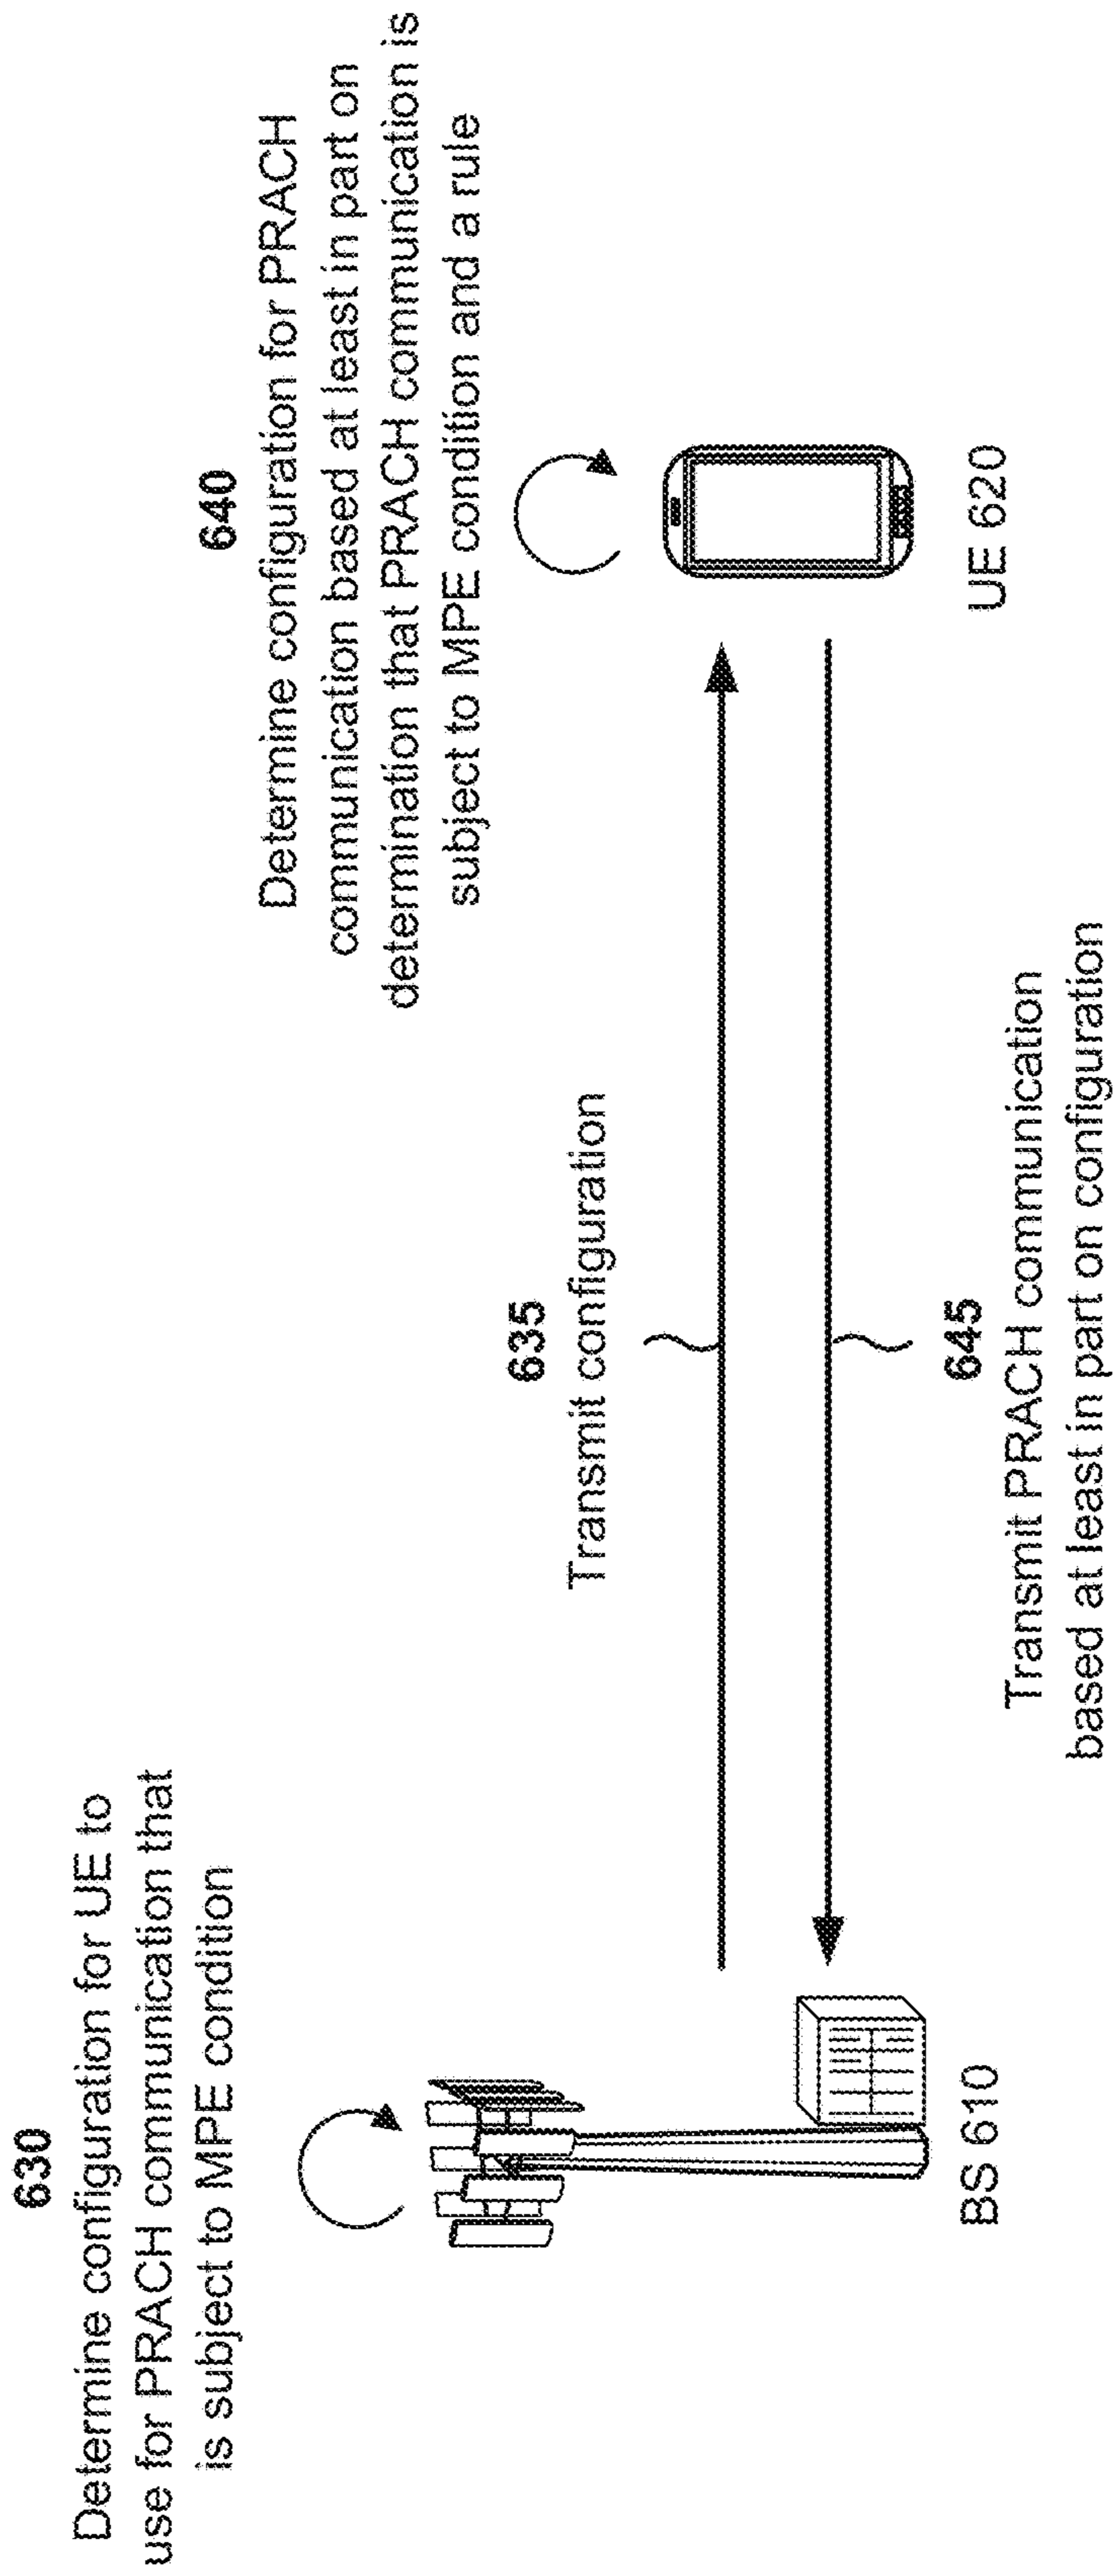 630
Determine configuration for UE to
use for PRACH communication that
is subject to MPE condition
BS 610
635
Transmit configuration
645
Transmit PRACH communication
based at least in part on configuration
640
Determine configuration for PRACH
communication based at least in part on
determination that PRACH communication is
subject to MPE condition and a rule
UE 620